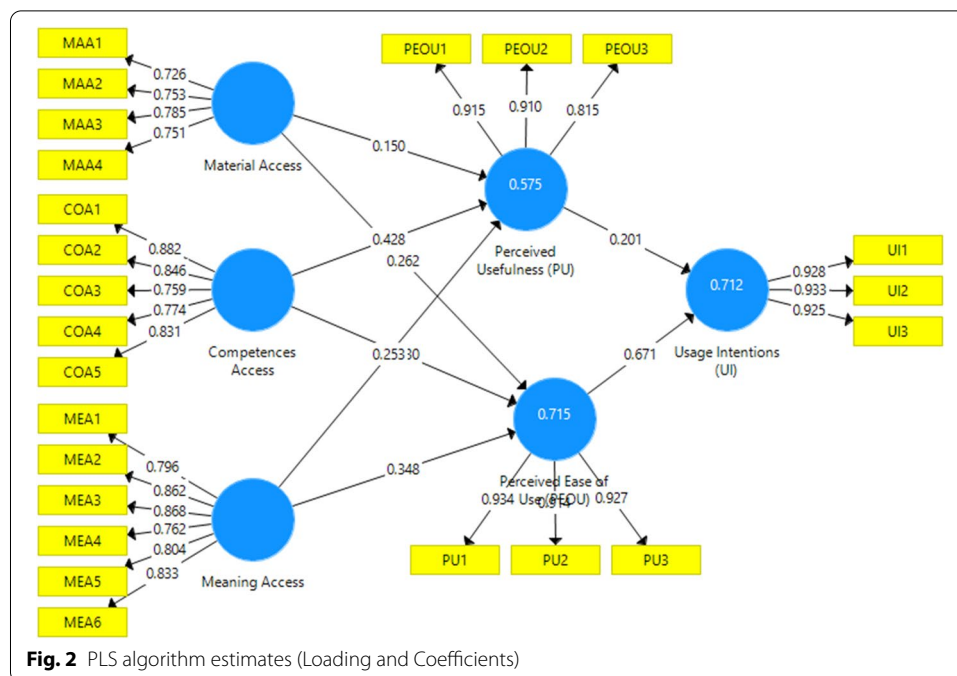 MAA1
MAA2
MAA3
MAA4
0.726
0.753
0.785
0.751
Material Access
COA1
COA2
COA3
COA4
COA5
0.882
0.846
0.759
0.774
0.831
Competences
Access
MEA1
MEA2
MEA3
MEA4
MEA5
MEA6
0.796
0.862
0.868
0.762
0.804
0.833
Meaning Access
PEOU1
PEOU2
PEOU3
0.915
0.910
0.815
0.575
Perceived
Usefulness (PU)
0.150
0.428
0.262
0.253
0.348
0.715
Perceived Ease of
Use (PEOU)
0.934
0.914
0.927
PU1
PU2
PU3
0.201
0.671
0.712
Usage Intentions
(UI)
0.928
0.933
0.925
UI1
UI2
UI3
Fig. 2 PLS algorithm estimates (Loading and Coefficients)